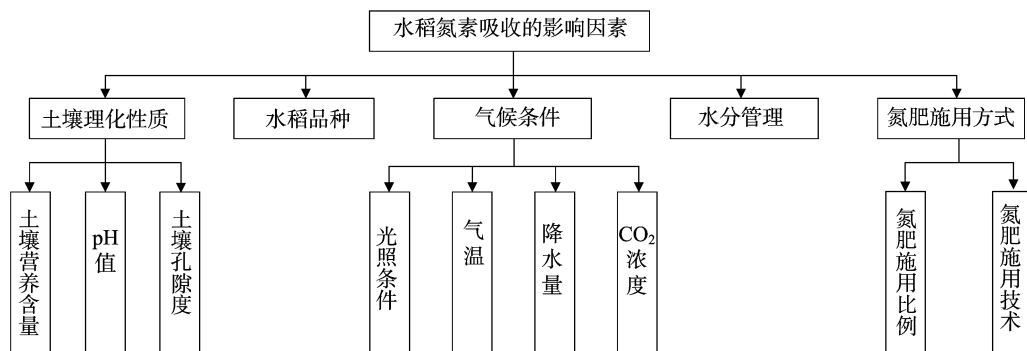 水稻氮素吸收的影响因素
土壤理化性质
水稻品种
气候条件
水分管理
氮肥施用方式
土壤营养含量
pH值
土壤孔隙度
光照条件
气温
降水量
CO₂浓度
氮肥施用比例
氮肥施用技术